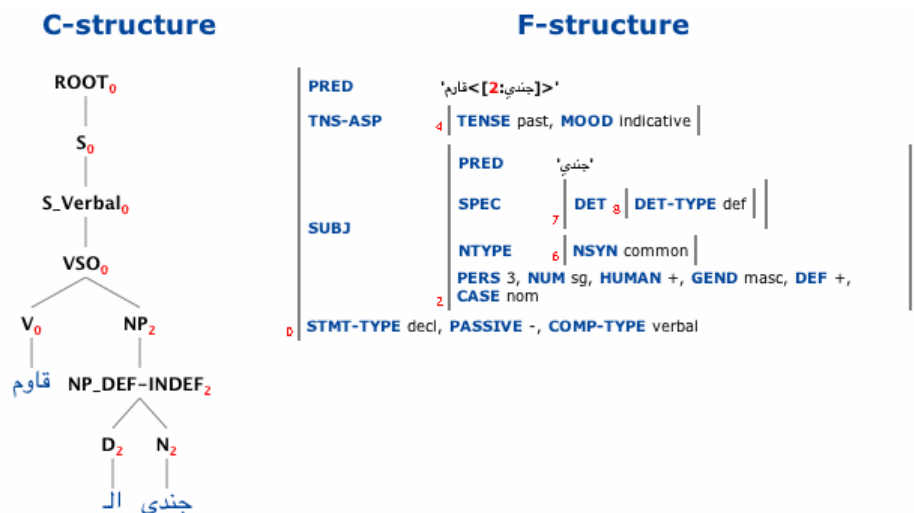 C-structure
F-structure
ROOT0
S0
S_Verbal0
VSO0
V0 NP2
قاوم NP_DEF-INDEF2
D2 N2
الـ جندي
PRED 'قاوم<[2:جندي]>'
TNS-ASP 4 TENSE past, MOOD indicative
SUBJ
PRED 'جندي'
SPEC 7 DET 8 DET-TYPE def
NTYPE 6 NSYN common
PERS 3, NUM sg, HUMAN +, GEND masc, DEF +,
2 CASE nom
0 STMT-TYPE decl, PASSIVE -, COMP-TYPE verbal